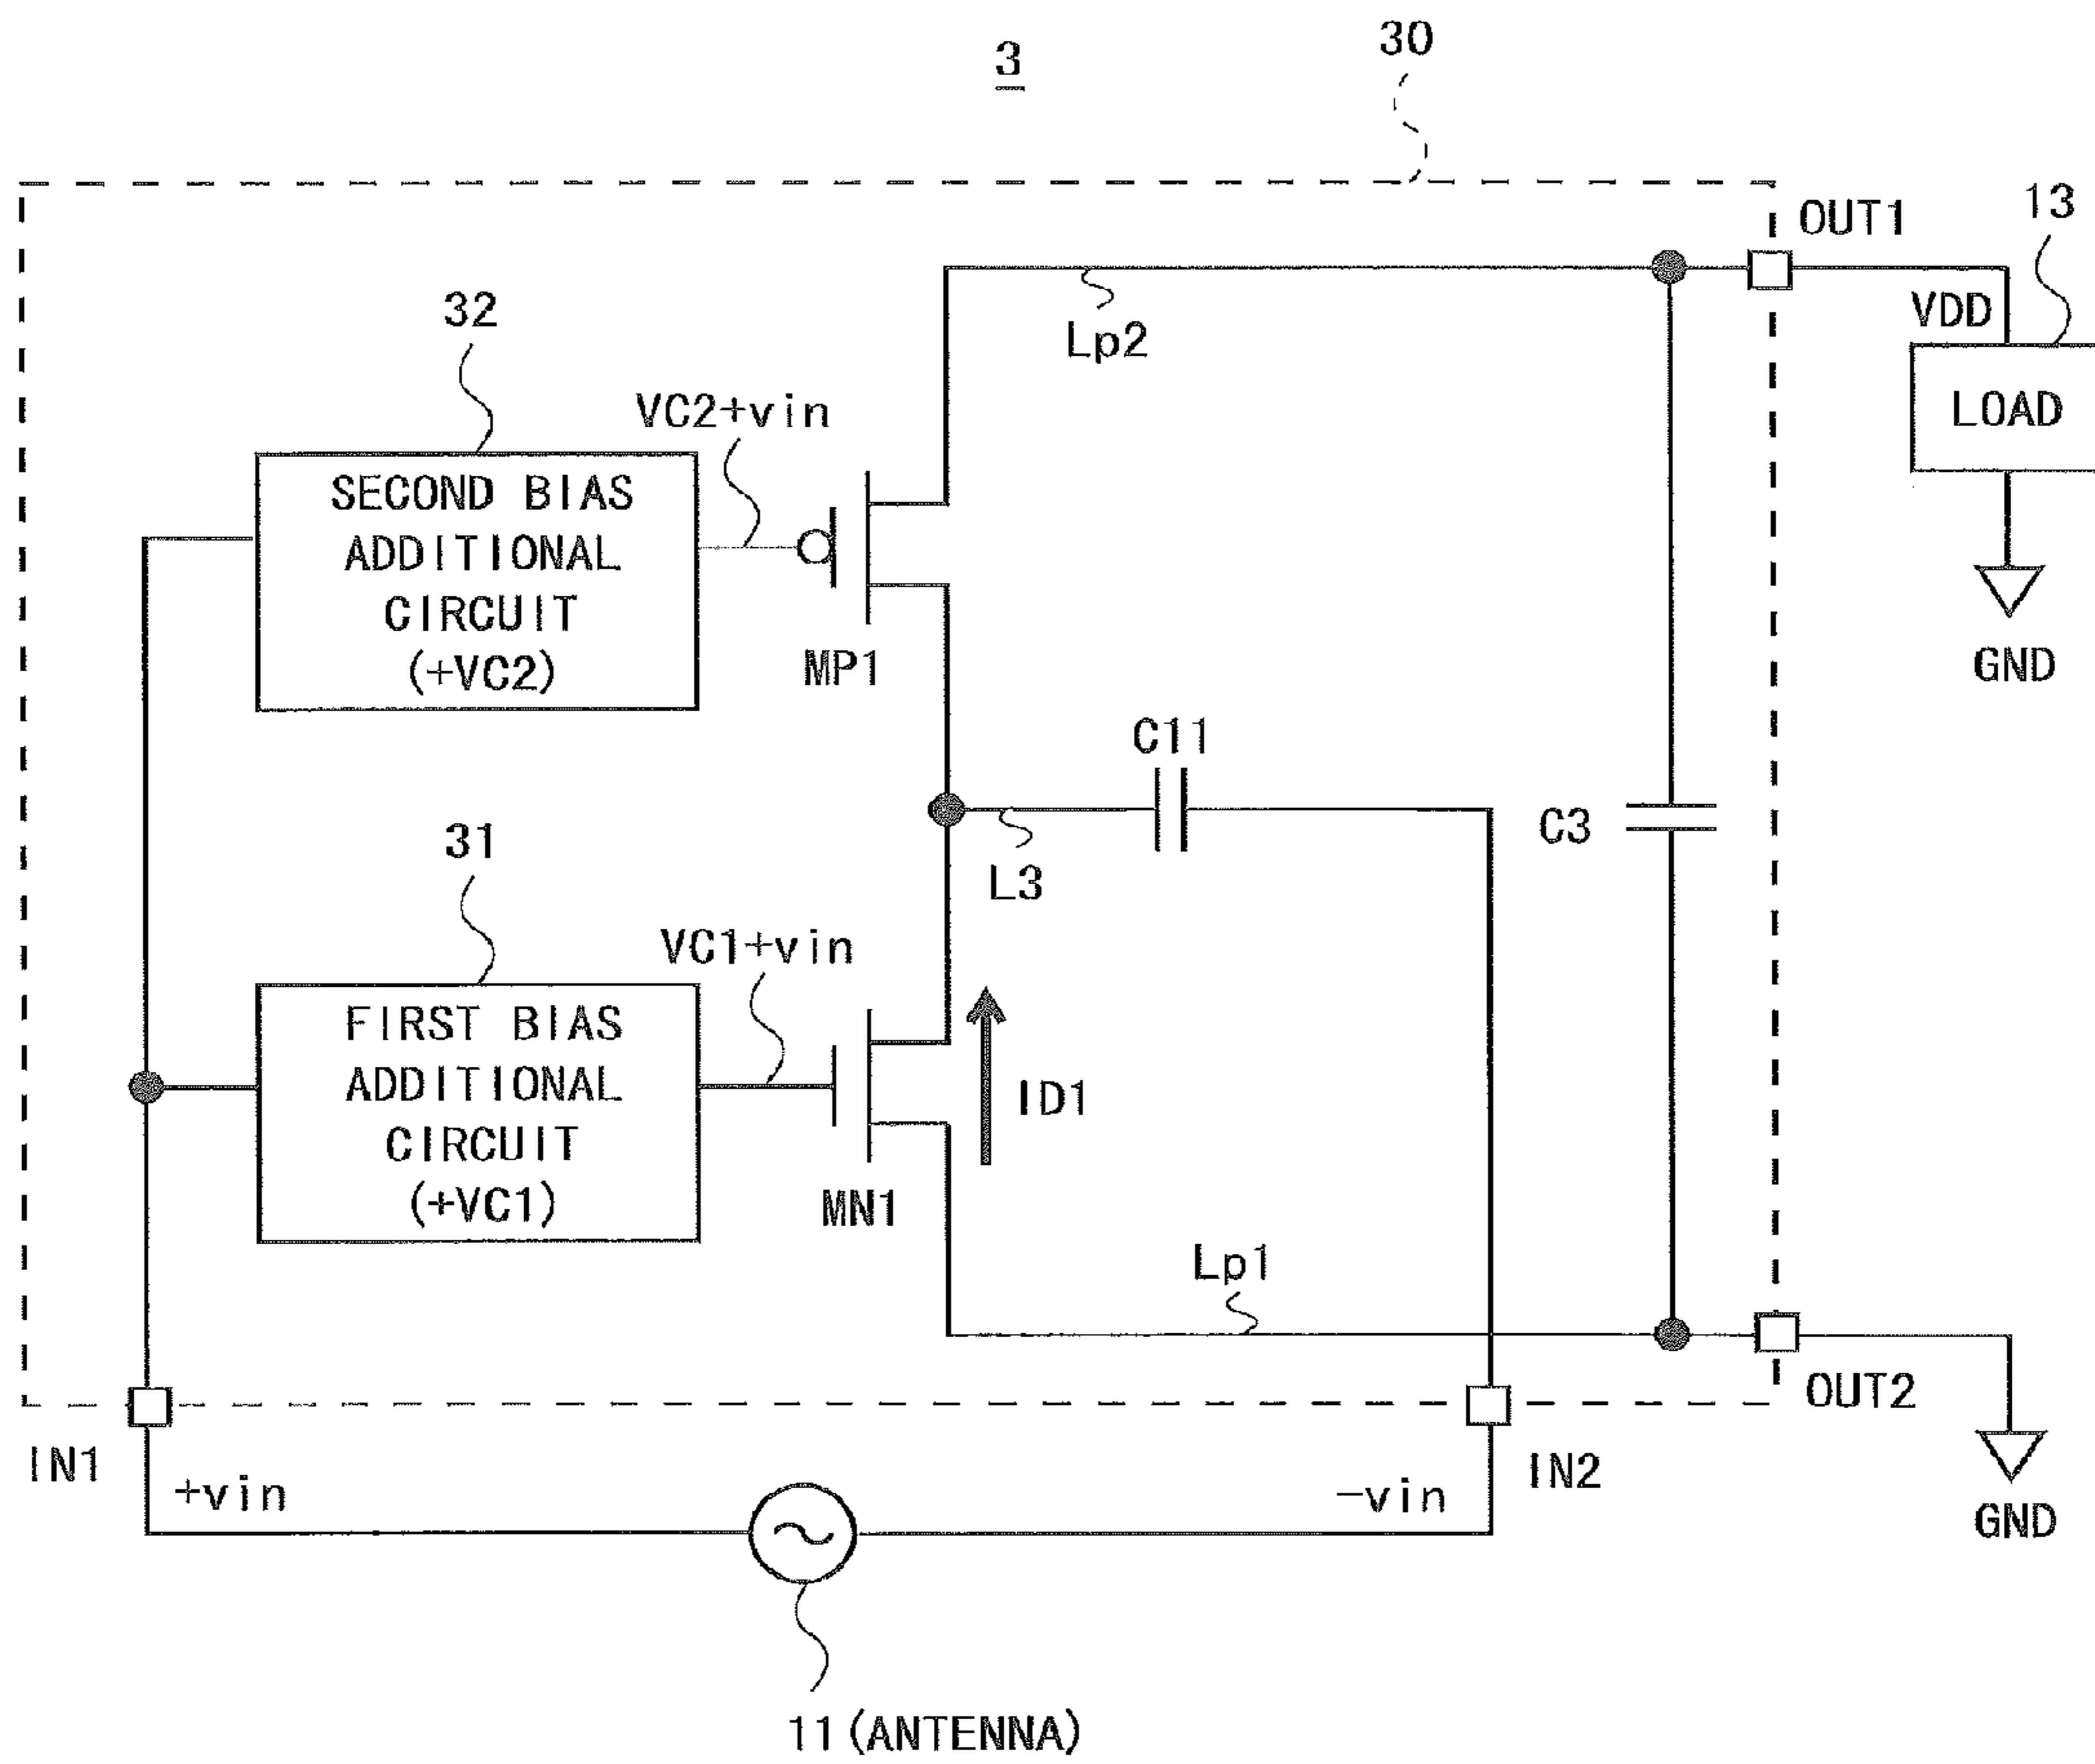 3
30
OUT1
13
VDD
LOAD
GND
Lp2
32
VC2+vin
SECOND BIAS
ADDITIONAL
CIRCUIT
(+VC2)
MP1
C11
C3
L3
31
VC1+vin
FIRST BIAS
ADDITIONAL
CIRCUIT
(+VC1)
ID1
MN1
Lp1
OUT2
GND
IN1
+vin
-vin
IN2
11(ANTENNA)